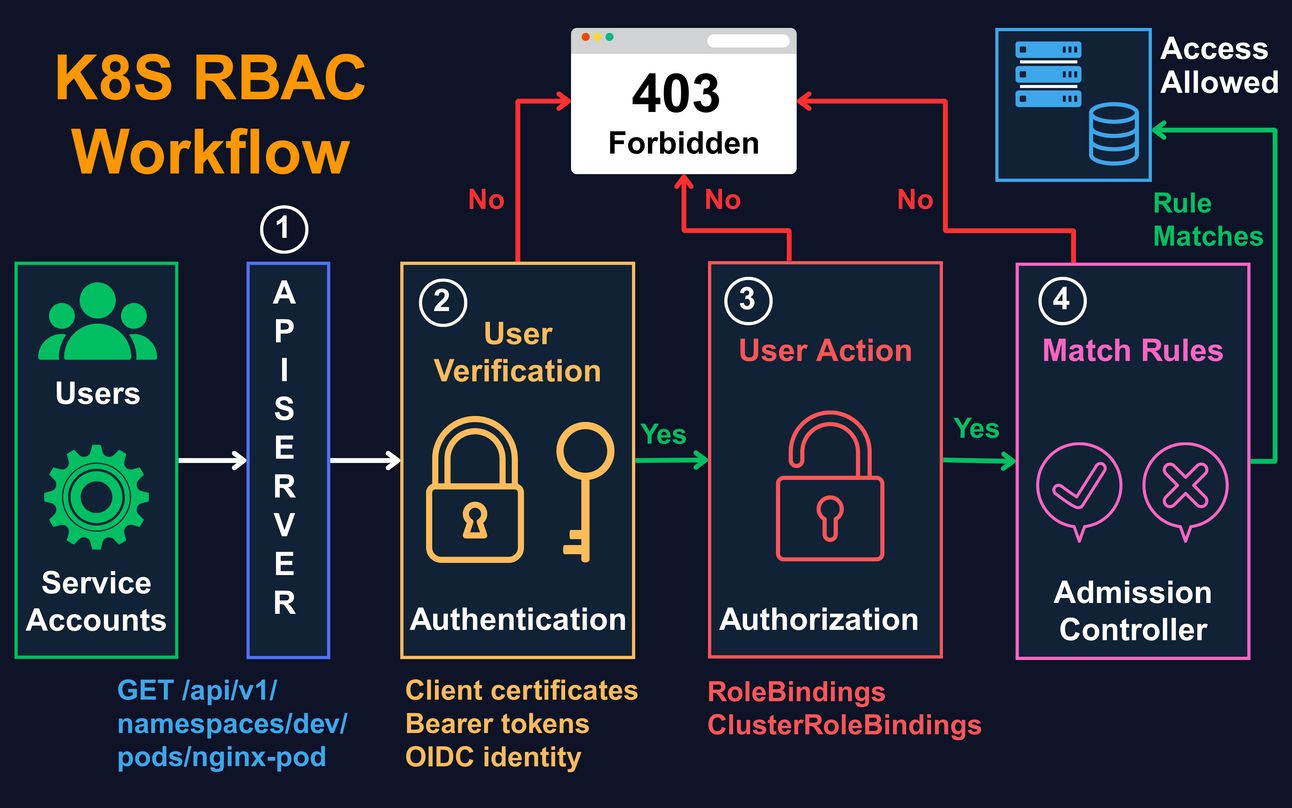 K8S RBAC
Workflow
403
Forbidden
Access
Allowed
No
No
No
Rule
Matches
1
A
P
I
S
E
R
V
E
R
Users
Service
Accounts
2
User
Verification
Authentication
Yes
3
User Action
Authorization
Yes
4
Match Rules
Admission
Controller
GET /api/v1/
namespaces/dev/
pods/nginx-pod
Client certificates
Bearer tokens
OIDC identity
RoleBindings
ClusterRoleBindings